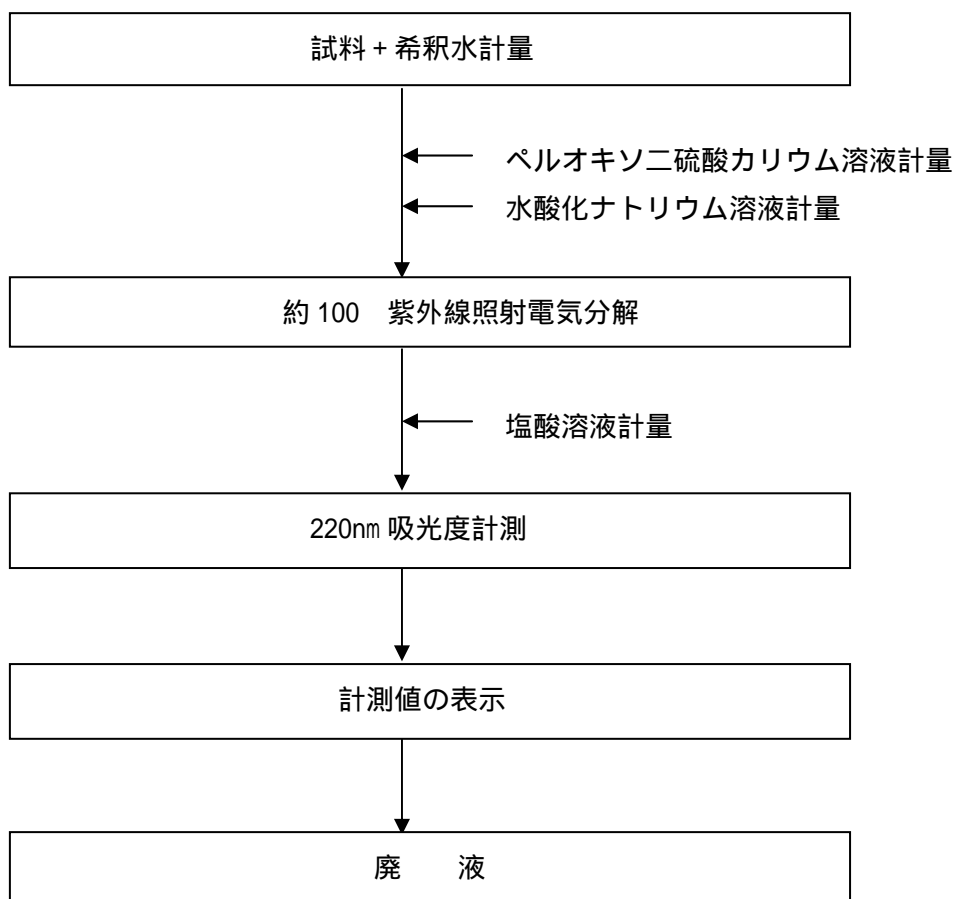 試料+希釈水計量
ペルオキソ二硫酸カリウム溶液計量
水酸化ナトリウム溶液計量
約100　紫外線照射電気分解
塩酸溶液計量
220nm 吸光度計測
計測値の表示
廃　　液